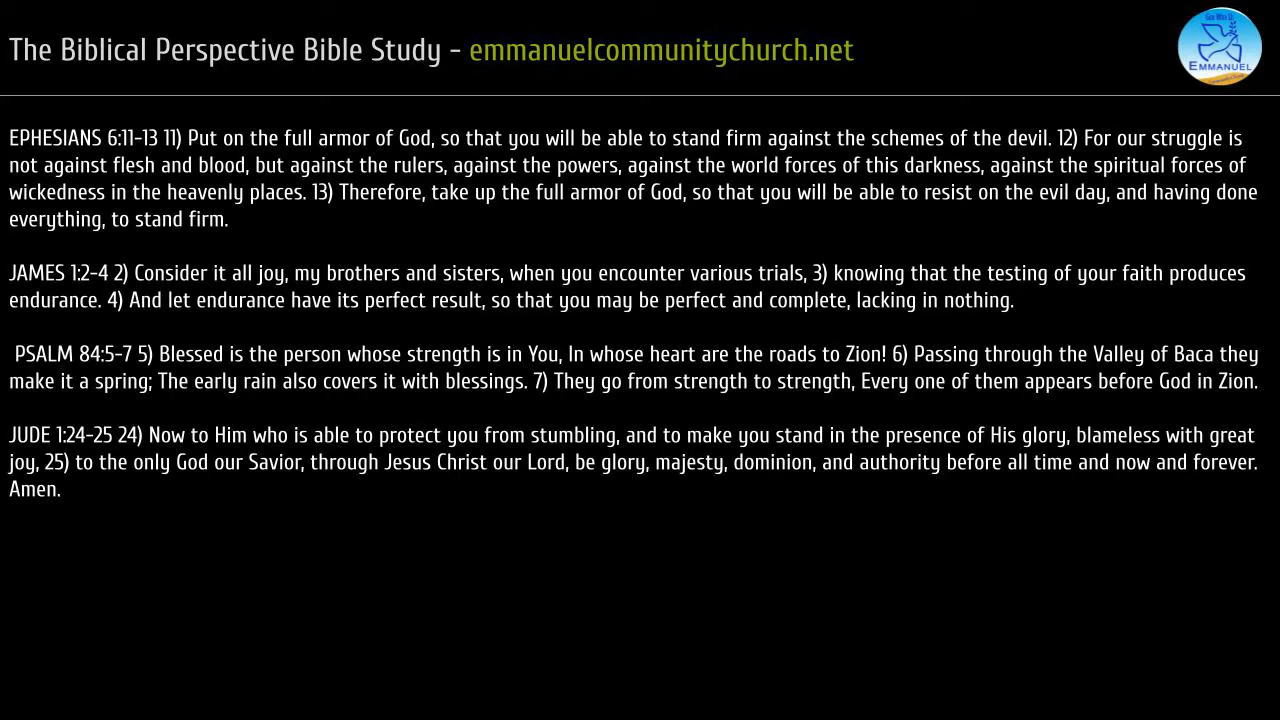 The Biblical Perspective Bible Study - emmanuelcommunitychurch.net
God With Us
EMMANUEL
EPHESIANS 6:11-13 11) Put on the full armor of God, so that you will be able to stand firm against the schemes of the devil. 12) For our struggle is
not against flesh and blood, but against the rulers, against the powers, against the world forces of this darkness, against the spiritual forces of
wickedness in the heavenly places. 13) Therefore, take up the full armor of God, so that you will be able to resist on the evil day, and having done
everything, to stand firm.
JAMES 1:2-4 2) Consider it all joy, my brothers and sisters, when you encounter various trials, 3) knowing that the testing of your faith produces
endurance. 4) And let endurance have its perfect result, so that you may be perfect and complete, lacking in nothing.
PSALM 84:5-7 5) Blessed is the person whose strength is in You, In whose heart are the roads to Zion! 6) Passing through the Valley of Baca they
make it a spring; The early rain also covers it with blessings. 7) They go from strength to strength, Every one of them appears before God in Zion.
JUDE 1:24-25 24) Now to Him who is able to protect you from stumbling, and to make you stand in the presence of His glory, blameless with great
joy, 25) to the only God our Savior, through Jesus Christ our Lord, be glory, majesty, dominion, and authority before all time and now and forever.
Amen.